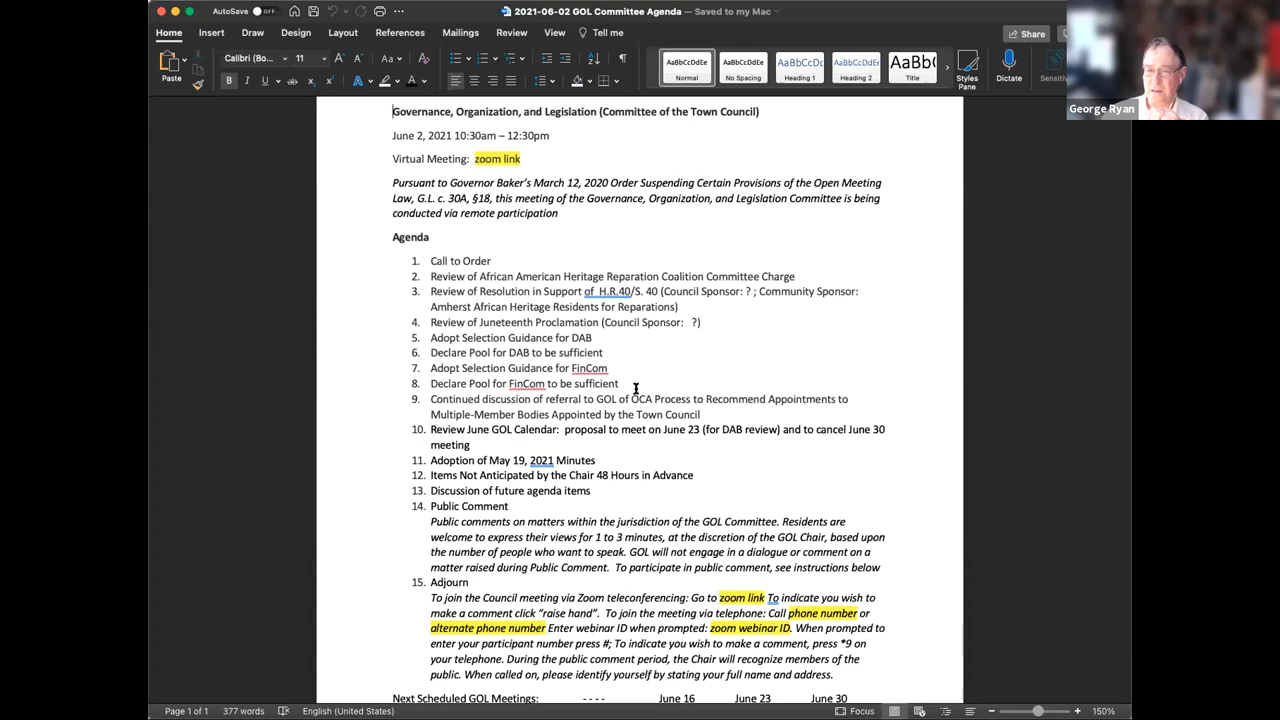 AutoSave OFF
2021-06-02 GOL Committee Agenda — Saved to my Mac
Home Insert Draw Design Layout References Mailings Review View Tell me
Share
Paste
Calibri (Bo... 11
AaBbCcDdEe AaBbCcDdEe AaBbCcDc AaBbCcDdEe AaBb(
Normal No Spacing Heading 1 Heading 2 Title
Styles Pane
Dictate
George Ryan
Governance, Organization, and Legislation (Committee of the Town Council)
June 2, 2021 10:30am – 12:30pm
Virtual Meeting: zoom link
Pursuant to Governor Baker's March 12, 2020 Order Suspending Certain Provisions of the Open Meeting
Law, G.L. c. 30A, §18, this meeting of the Governance, Organization, and Legislation Committee is being
conducted via remote participation
Agenda
1. Call to Order
2. Review of African American Heritage Reparation Coalition Committee Charge
3. Review of Resolution in Support of H.R.40/S. 40 (Council Sponsor: ? ; Community Sponsor:
Amherst African Heritage Residents for Reparations)
4. Review of Juneteenth Proclamation (Council Sponsor: ?)
5. Adopt Selection Guidance for DAB
6. Declare Pool for DAB to be sufficient
7. Adopt Selection Guidance for FinCom
8. Declare Pool for FinCom to be sufficient
9. Continued discussion of referral to GOL of OCA Process to Recommend Appointments to
Multiple-Member Bodies Appointed by the Town Council
10. Review June GOL Calendar: proposal to meet on June 23 (for DAB review) and to cancel June 30
meeting
11. Adoption of May 19, 2021 Minutes
12. Items Not Anticipated by the Chair 48 Hours in Advance
13. Discussion of future agenda items
14. Public Comment
Public comments on matters within the jurisdiction of the GOL Committee. Residents are
welcome to express their views for 1 to 3 minutes, at the discretion of the GOL Chair, based upon
the number of people who want to speak. GOL will not engage in a dialogue or comment on a
matter raised during Public Comment. To participate in public comment, see instructions below
15. Adjourn
To join the Council meeting via Zoom teleconferencing: Go to zoom link To indicate you wish to
make a comment click “raise hand”. To join the meeting via telephone: Call phone number or
alternate phone number Enter webinar ID when prompted: zoom webinar ID. When prompted to
enter your participant number press #; To indicate you wish to make a comment, press *9 on
your telephone. During the public comment period, the Chair will recognize members of the
public. When called on, please identify yourself by stating your full name and address.
Next Scheduled GOL Meetings: - - - - June 16 June 23 June 30
Page 1 of 1 377 words English (United States) Focus 150%